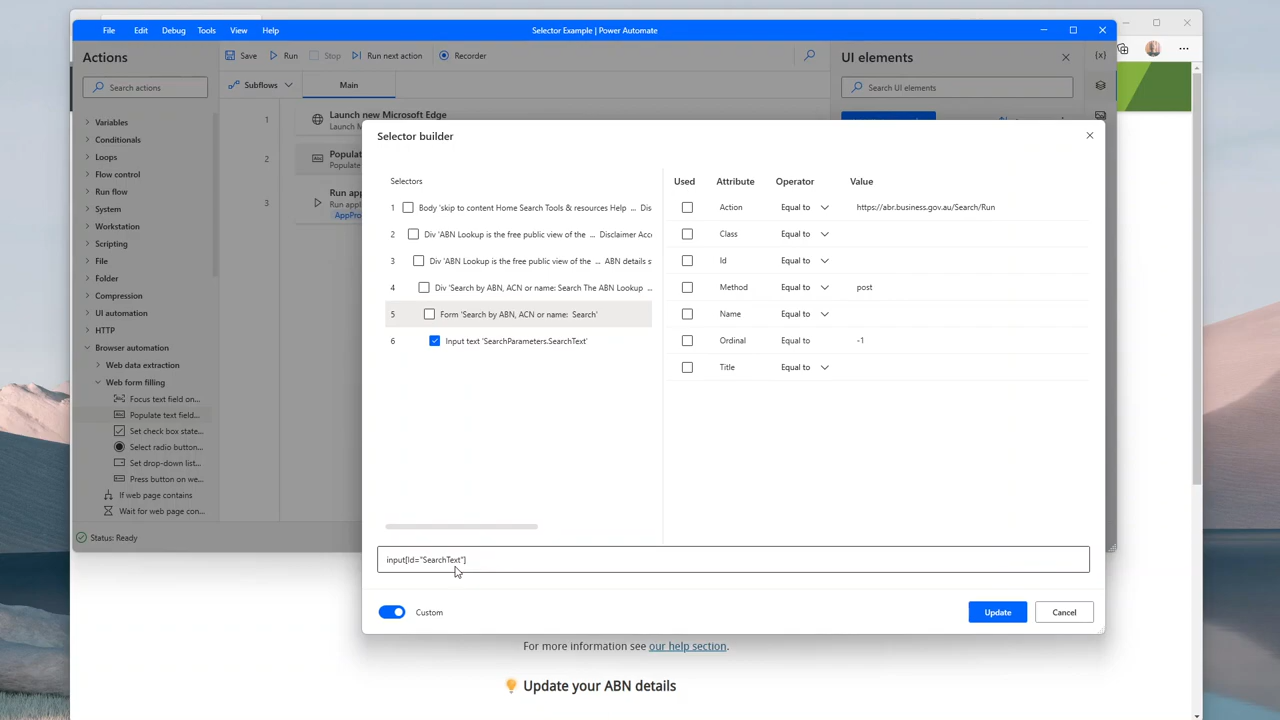 File Edit Debug Tools View Help Selector Example | Power Automate
Actions Save Run Stop Run next action Recorder UI elements
Search actions Subflows Main Search UI elements
Variables
Conditionals
Loops
Flow control
Run flow
System
Workstation
Scripting
File
Folder
Compression
UI automation
HTTP
Browser automation
Web data extraction
Web form filling
Focus text field on...
Populate text field...
Set check box state...
Select radio button...
Set drop-down list...
Press button on we...
If web page contains
Wait for web page con...
Status: Ready
1 Launch new Microsoft Edge
Launch M
2 Populat
Populate
3 Run ap
Run appl
AppPro
Selector builder
Selectors
1 Body 'skip to content Home Search Tools & resources Help ... Dis
2 Div 'ABN Lookup is the free public view of the ... Disclaimer Acce
3 Div 'ABN Lookup is the free public view of the ... ABN details s
4 Div 'Search by ABN, ACN or name: Search The ABN Lookup ...
5 Form 'Search by ABN, ACN or name: Search'
6 Input text 'SearchParameters.SearchText'
Used Attribute Operator Value
Action Equal to https://abr.business.gov.au/Search/Run
Class Equal to
Id Equal to
Method Equal to post
Name Equal to
Ordinal Equal to -1
Title Equal to
input[Id="SearchText"]
Custom Update Cancel
For more information see our help section.
Update your ABN details